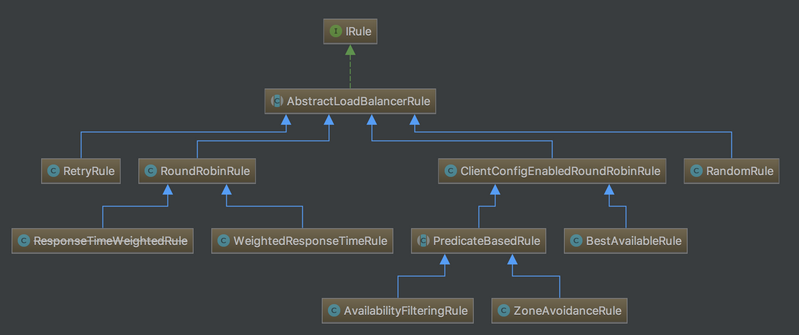 IRule
AbstractLoadBalancerRule
RetryRule
RoundRobinRule
ClientConfigEnabledRoundRobinRule
RandomRule
ResponseTimeWeightedRule
WeightedResponseTimeRule
PredicateBasedRule
BestAvailableRule
AvailabilityFilteringRule
ZoneAvoidanceRule